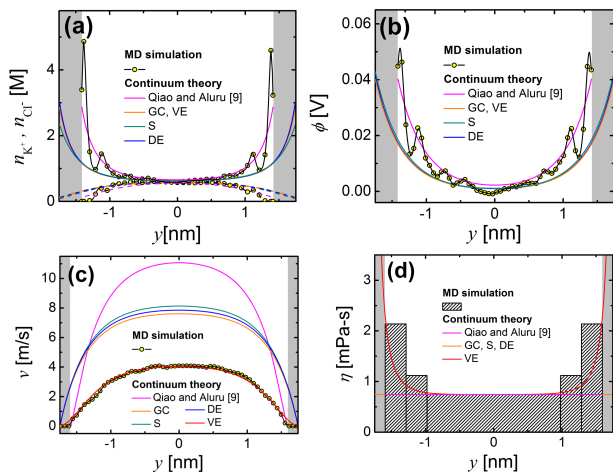 (a)
MD simulation
Continuum theory
Qiao and Aluru [9]
GC, VE
S
DE
n_K⁺, n_Cl⁻ [M]
5
4
3
2
1
0
-1
0
1
y[nm]
(b)
MD simulation
Continuum theory
Qiao and Aluru [9]
GC, VE
S
DE
ϕ [V]
0.06
0.04
0.02
0.00
-1
0
1
y[nm]
(c)
MD simulation
Continuum theory
Qiao and Aluru [9]
GC
DE
S
VE
v [m/s]
10
8
6
4
2
0
-1
0
1
y [nm]
(d)
MD simulation
Continuum theory
Qiao and Aluru [9]
GC, S, DE
VE
η [mPa-s]
3
2
1
0
-1
0
1
y [nm]